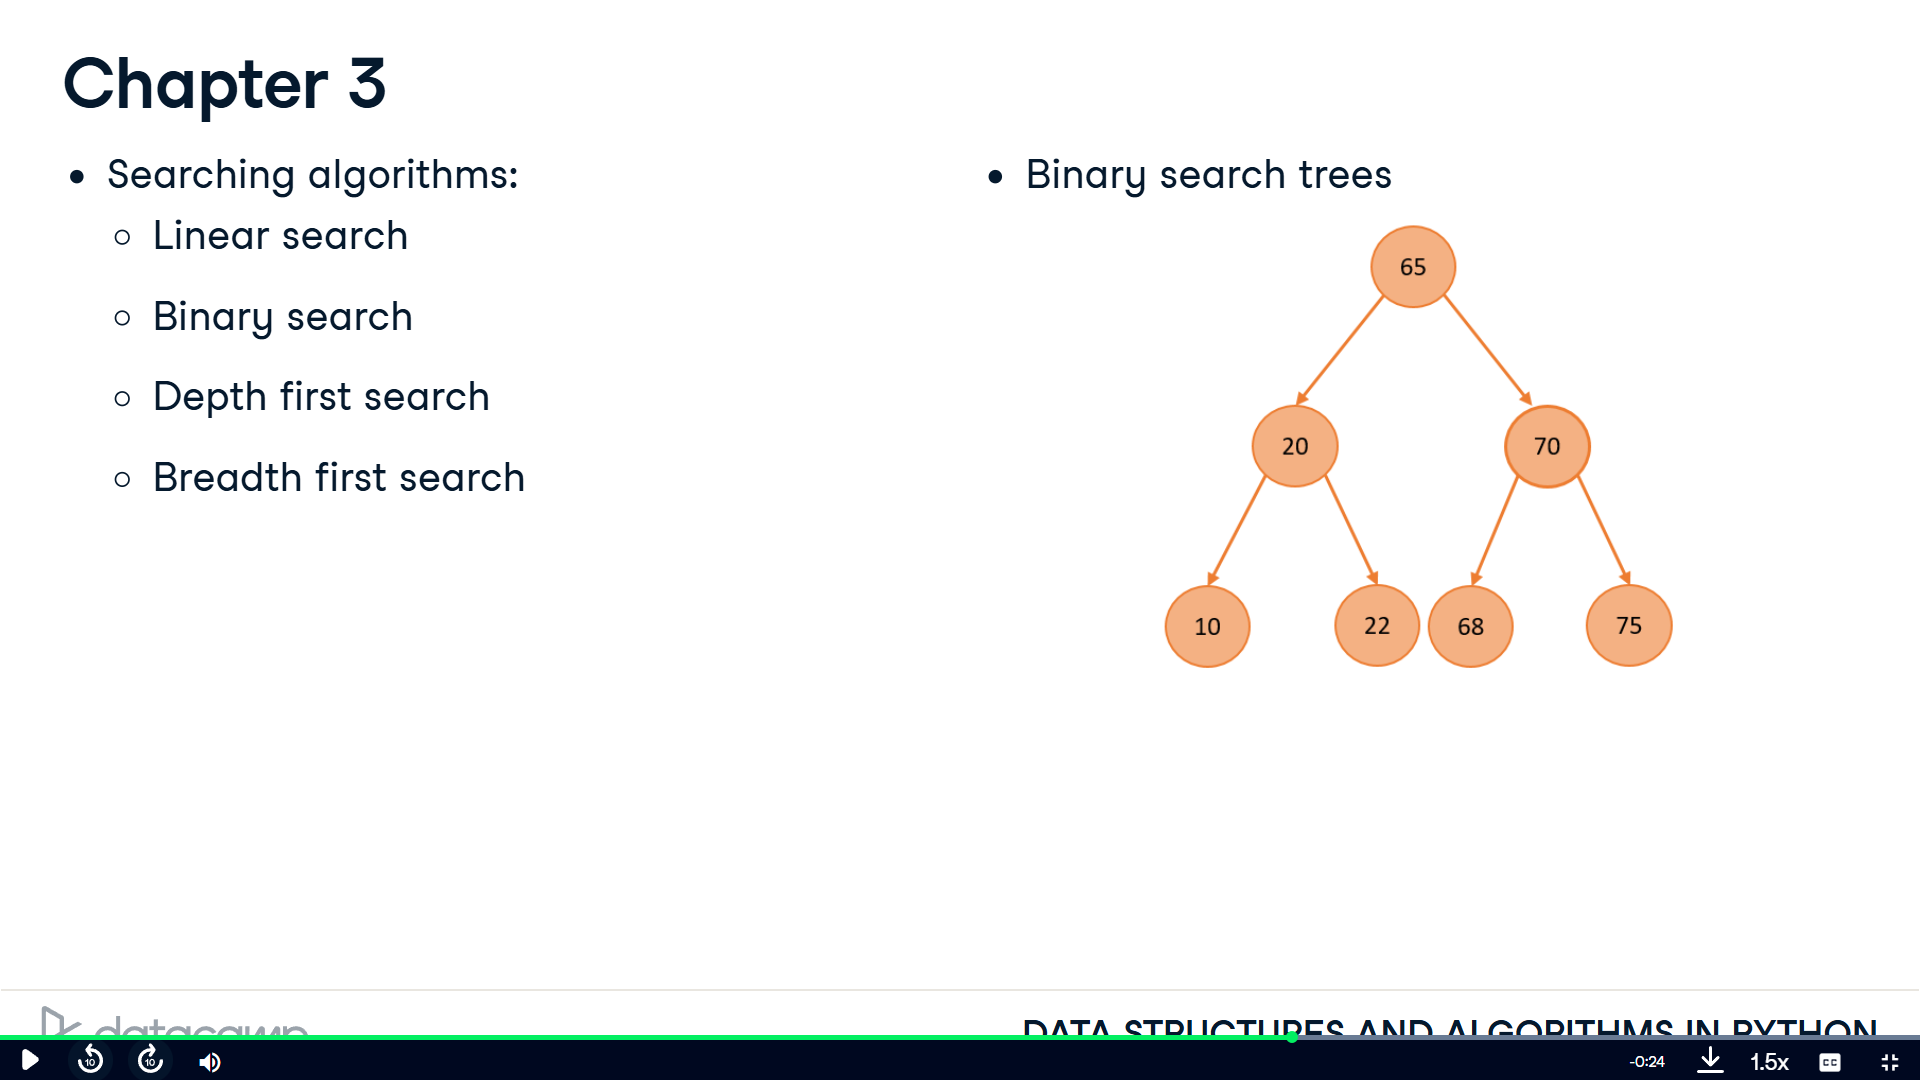 Chapter 3
Searching algorithms:
Linear search
Binary search
Depth first search
Breadth first search
Binary search trees
65
20
70
10
22
68
75
datacamp
DATA STRUCTURES AND ALGORITHMS IN PYTHON
10
10
-0:24
1.5x
CC